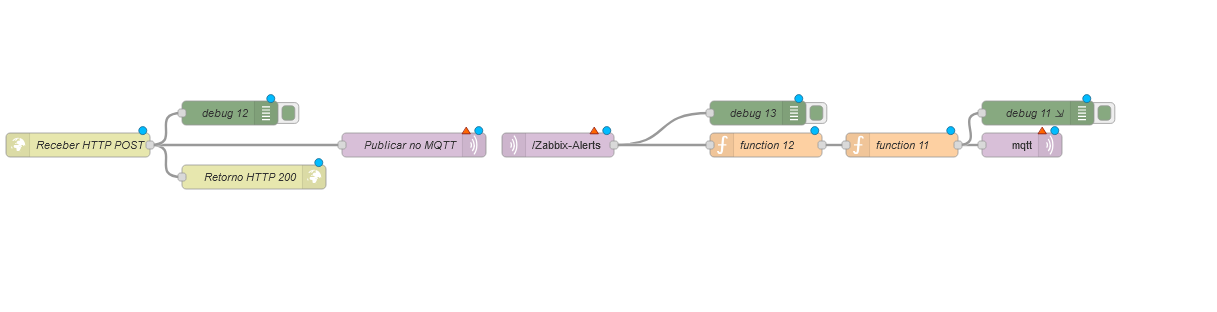 debug 12
debug 13
debug 11
Receber HTTP POST
Publicar no MQTT
/Zabbix-Alerts
function 12
function 11
mqtt
Retorno HTTP 200